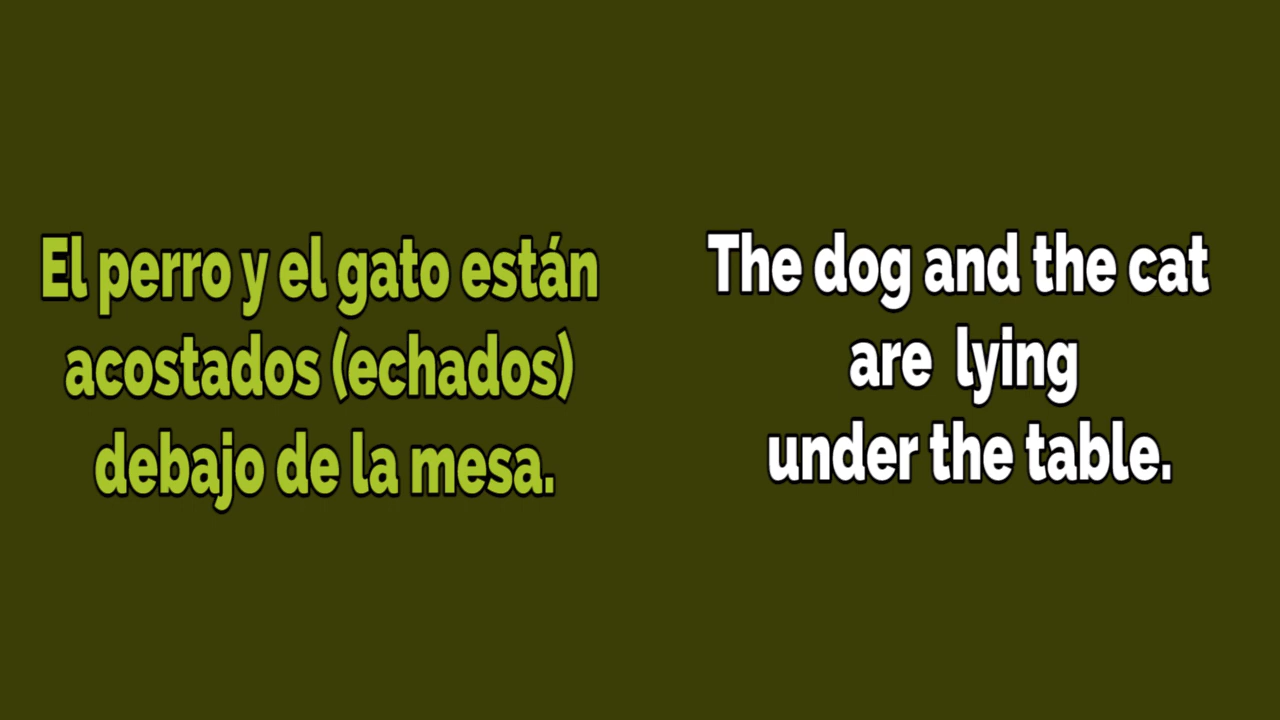 El perro y el gato están
acostados (echados)
debajo de la mesa.
The dog and the cat
are lying
under the table.